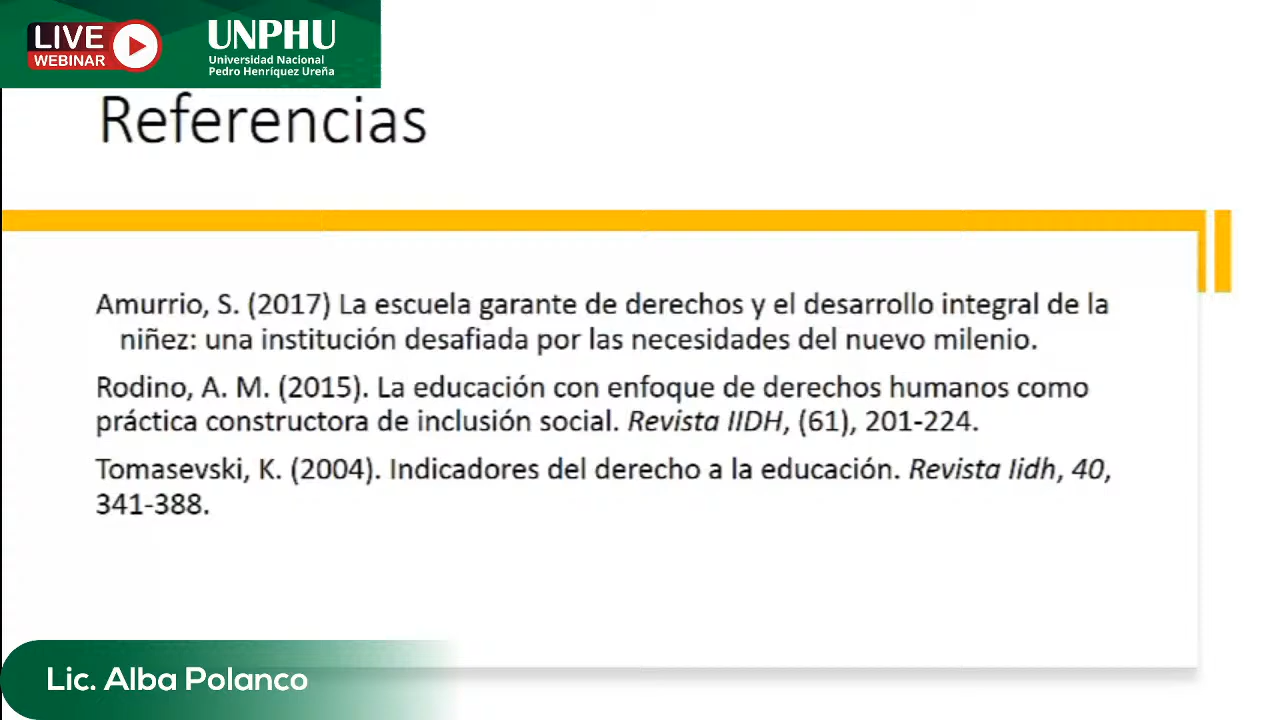 LIVE
WEBINAR
UNPHU
Universidad Nacional
Pedro Henríquez Ureña
Referencias
Amurrio, S. (2017) La escuela garante de derechos y el desarrollo integral de la
niñez: una institución desafiada por las necesidades del nuevo milenio.
Rodino, A. M. (2015). La educación con enfoque de derechos humanos como
práctica constructora de inclusión social. Revista IIDH, (61), 201-224.
Tomasevski, K. (2004). Indicadores del derecho a la educación. Revista Iidh, 40,
341-388.
Lic. Alba Polanco